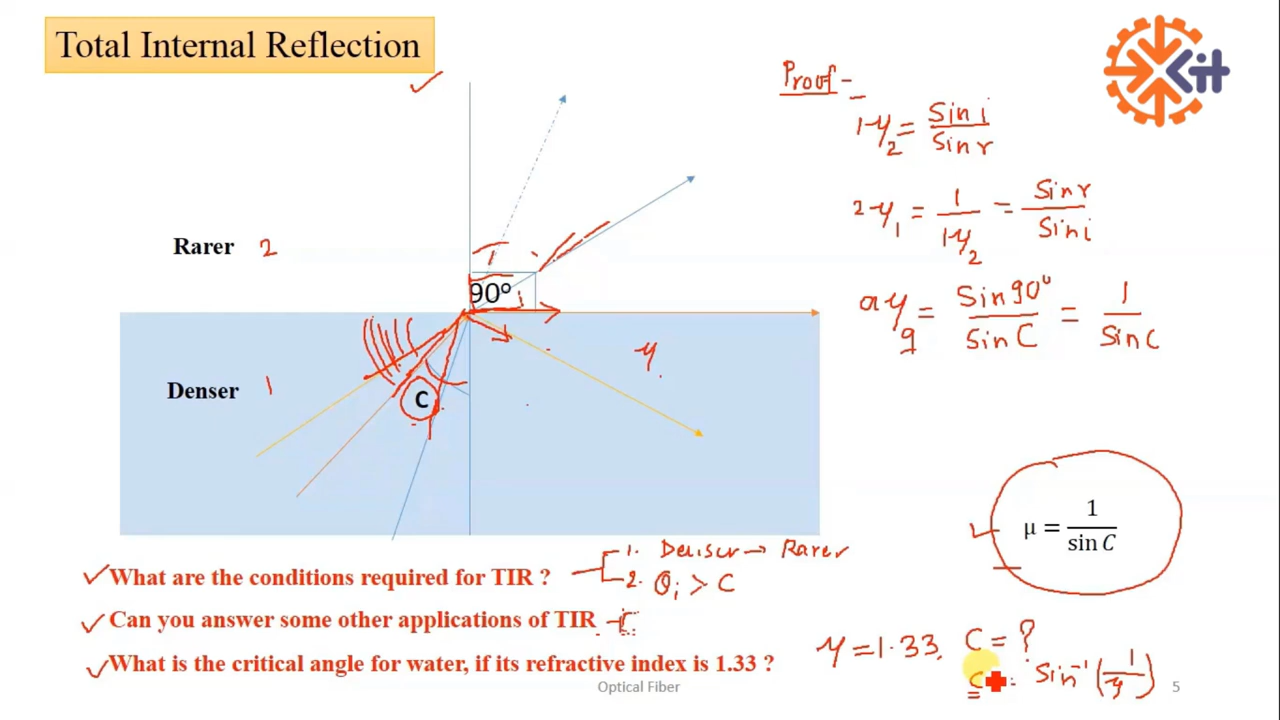 Total Internal Reflection
Kit
Proof -
1μ2 = Sin i / Sin r
2μ1 = 1 / 1μ2 = Sin r / Sin i
aμg = Sin 90° / Sin C = 1 / Sin C
Rarer 2
r
90°
μ
Denser 1
C
μ = 1 / sin C
What are the conditions required for TIR ?
1. Denser → Rarer
2. θi > C
Can you answer some other applications of TIR
What is the critical angle for water, if its refractive index is 1.33 ?
μ = 1.33, C = ?
C = Sin⁻¹ (1/μ)
Optical Fiber
5